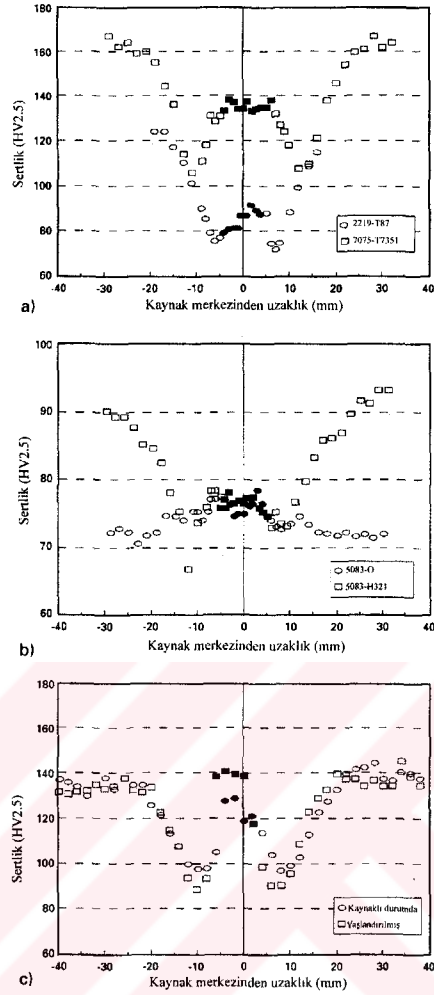 180
160
140
120
100
80
60
Sertlik (HV2.5)
2219-T87
7075-T7351
-40 -30 -20 -10 0 10 20 30 40
a)
Kaynak merkezinden uzaklık (mm)
100
90
80
70
60
Sertlik (HV2.5)
5083-O
5083-H321
-40 -30 -20 -10 0 10 20 30 40
b)
Kaynak merkezinden uzaklık (mm)
180
160
140
120
100
80
60
Sertlik (HV2.5)
Kaynaklı durumda
Yaşlandırılmış
-40 -30 -20 -10 0 10 20 30 40
c)
Kaynak merkezinden uzaklık (mm)